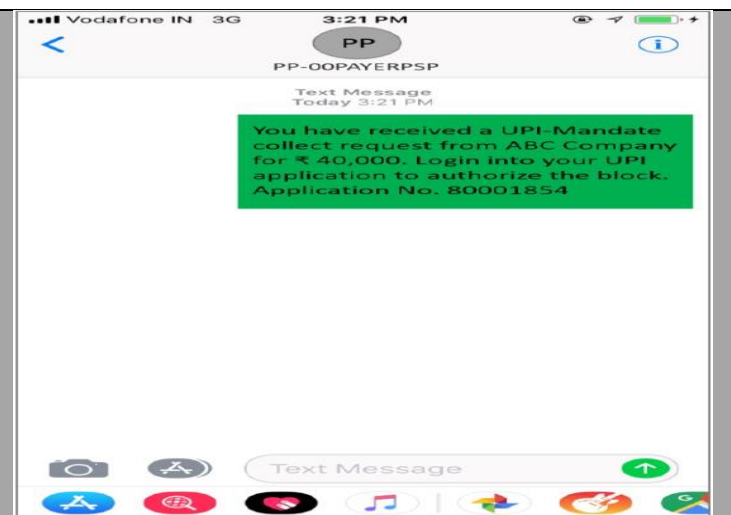 Vodafone IN 3G 3:21 PM
PP
PP-OOPAYERPSP
Text Message
Today 3:21 PM
You have received a UPI-Mandate
collect request from ABC Company
for ₹ 40,000. Login into your UPI
application to authorize the block.
Application No. 80001854
Text Message
G